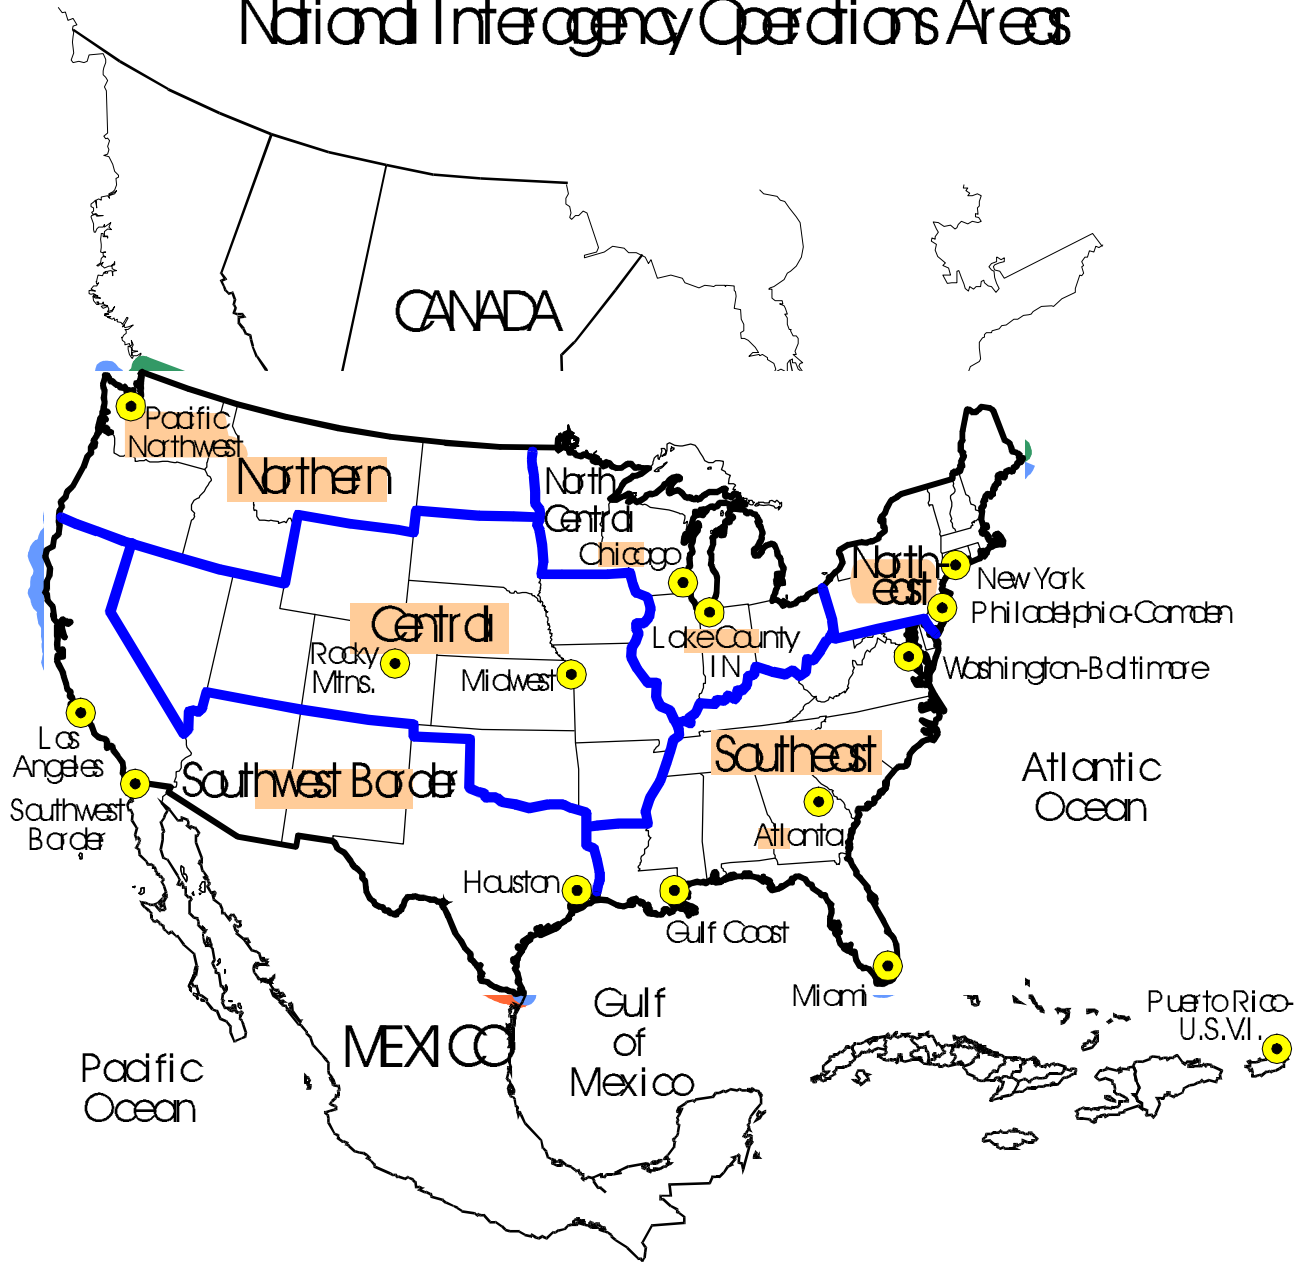 National Interagency Operations Areas
CANADA
Pacific
Northwest
Northern
North
Central
Chicago
North-
east
New York
Philadelphia-Camden
Central
Lake County
IN
Rocky
Mtns.
Midwest
Washington-Baltimore
Los
Angeles
Southwest Border
Southeast
Atlantic
Ocean
Southwest
Border
Atlanta
Houston
Gulf Coast
Miami
Gulf
of
Mexico
MEXICO
Puerto Rico-
U.S.V.I.
Pacific
Ocean